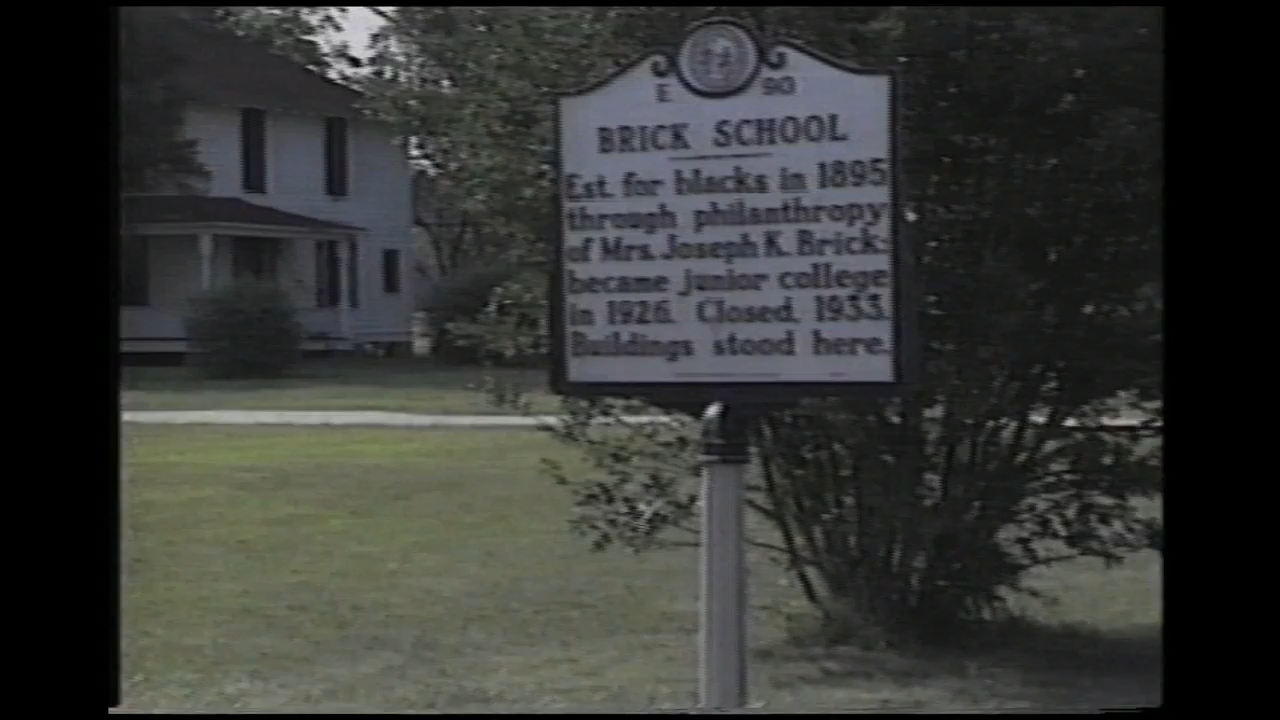 E 90
BRICK SCHOOL
Est. for blacks in 1895
through philanthropy
of Mrs. Joseph K. Brick;
became junior college
in 1926. Closed, 1933.
Buildings stood here.